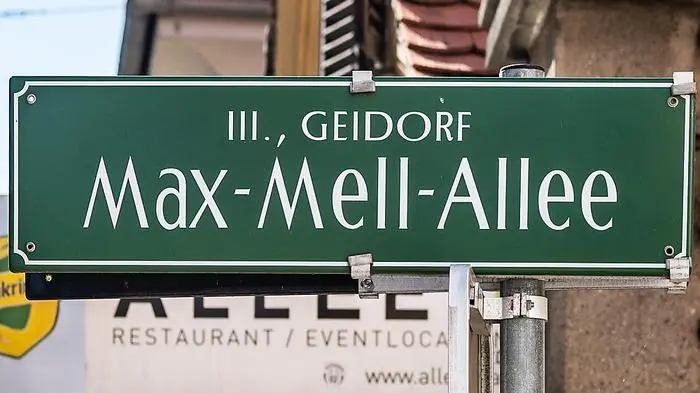 III., GEIDORF
Max-Mell-Allee
ALLEE
RESTAURANT / EVENTLOCA
www.alle